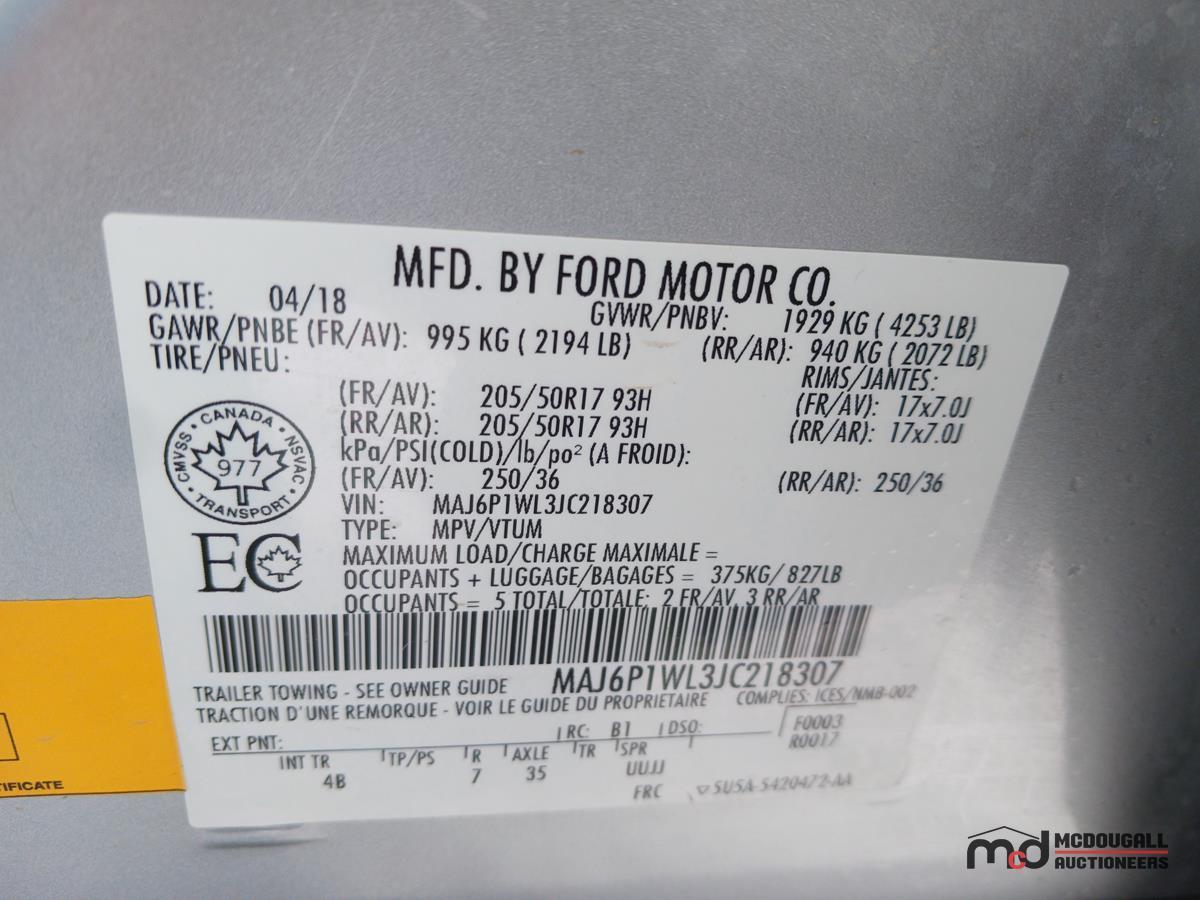 MFD. BY FORD MOTOR CO.
DATE: 04/18 GVWR/PNBV: 1929 KG ( 4253 LB)
GAWR/PNBE (FR/AV): 995 KG ( 2194 LB) (RR/AR): 940 KG ( 2072 LB)
TIRE/PNEU: RIMS/JANTES:
(FR/AV): 205/50R17 93H (FR/AV): 17x7.0J
(RR/AR): 205/50R17 93H (RR/AR): 17x7.0J
kPa/PSI(COLD)/lb/po² (A FROID):
(FR/AV): 250/36 (RR/AR): 250/36
VIN: MAJ6P1WL3JC218307
TYPE: MPV/VTUM
MAXIMUM LOAD/CHARGE MAXIMALE =
OCCUPANTS + LUGGAGE/BAGAGES = 375KG/ 827LB
OCCUPANTS = 5 TOTAL/TOTALE: 2 FR/AV, 3 RR/AR
CANADA
CMVSS NSVAC
977
TRANSPORT
EC
MAJ6P1WL3JC218307
TRAILER TOWING - SEE OWNER GUIDE COMPLIES: ICES/NMB-002
TRACTION D'UNE REMORQUE - VOIR LE GUIDE DU PROPRIETAIRE
EXT PNT: RC: B1 DSO: F0003
R0017
INT TR TP/PS R AXLE TR SPR
4B 7 35 UUJJ
FRC 5U5A-5420472-AA
TIFICATE
mcd MCDOUGALL
AUCTIONEERS